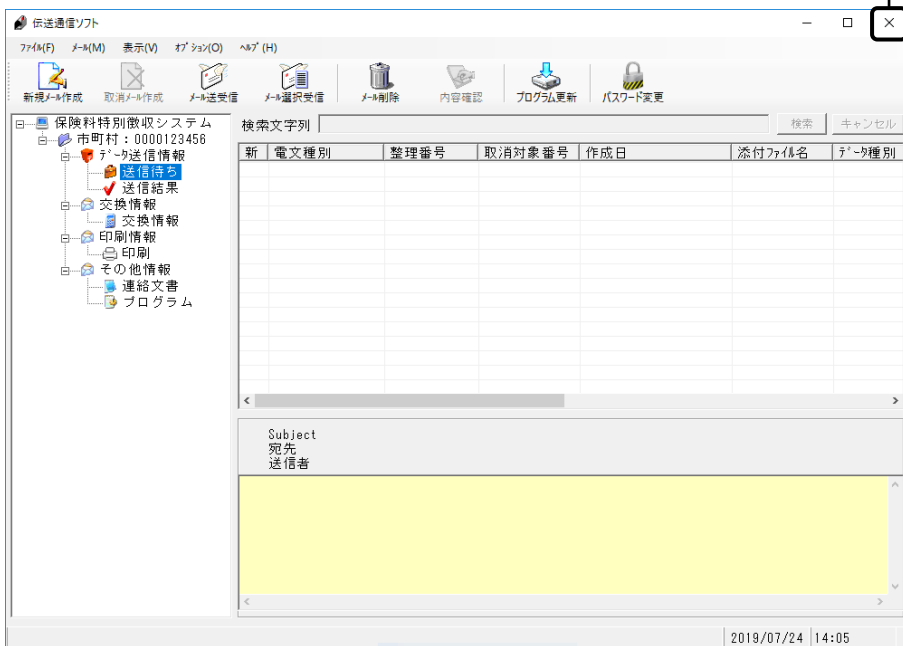 伝送通信ソフト
ファイル(F) メール(M) 表示(V) オプション(O) ヘルプ(H)
新規メール作成 取消メール作成 メール送受信 メール選択受信 メール削除 内容確認 プログラム更新 パスワード変更
保険料特別徴収システム
市町村：0000123456
データ送信情報
送信待ち
送信結果
交換情報
交換情報
印刷情報
印刷
その他情報
連絡文書
プログラム
検索文字列 検索 キャンセル
新 電文種別 整理番号 取消対象番号 作成日 添付ファイル名 データ種別
Subject
宛先
送信者
2019/07/24 14:05